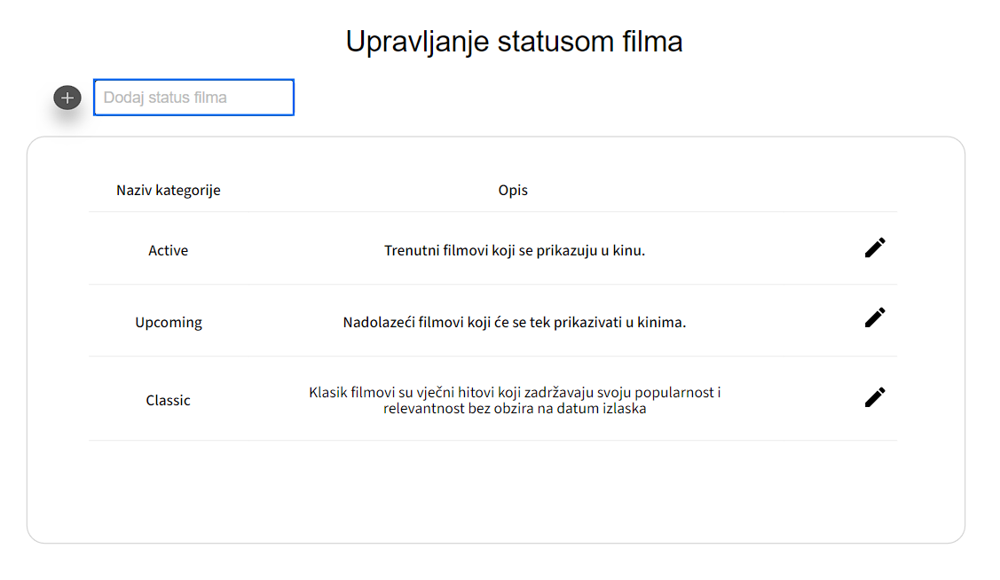 Upravljanje statusom filma
Dodaj status filma
Naziv kategorije Opis
Active Trenutni filmovi koji se prikazuju u kinu.
Upcoming Nadolazeći filmovi koji će se tek prikazivati u kinima.
Classic Klasik filmovi su vječni hitovi koji zadržavaju svoju popularnost i
relevantnost bez obzira na datum izlaska